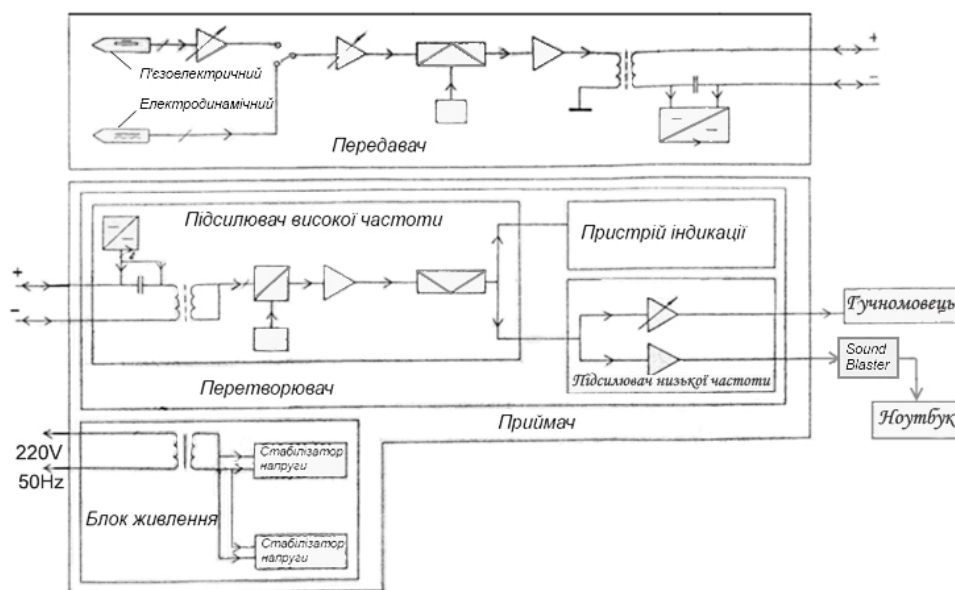 П'єзоелектричний
Електродинамічний
Передавач
+
−
Підсилювач високої частоти
Пристрій індикації
+
−
Гучномовець
Sound
Blaster
Підсилювач низької частоти
Перетворювач
Ноутбук
Приймач
220V
50Hz
Стабілізатор
напруги
Блок живлення
Стабілізатор
напруги